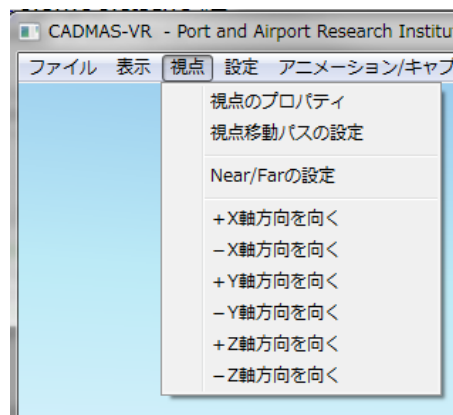 CADMAS-VR - Port and Airport Research Institu
ファイル 表示 視点 設定 アニメーション/キャプ
視点のプロパティ
視点移動パスの設定
Near/Farの設定
+X軸方向を向く
−X軸方向を向く
+Y軸方向を向く
−Y軸方向を向く
+Z軸方向を向く
−Z軸方向を向く